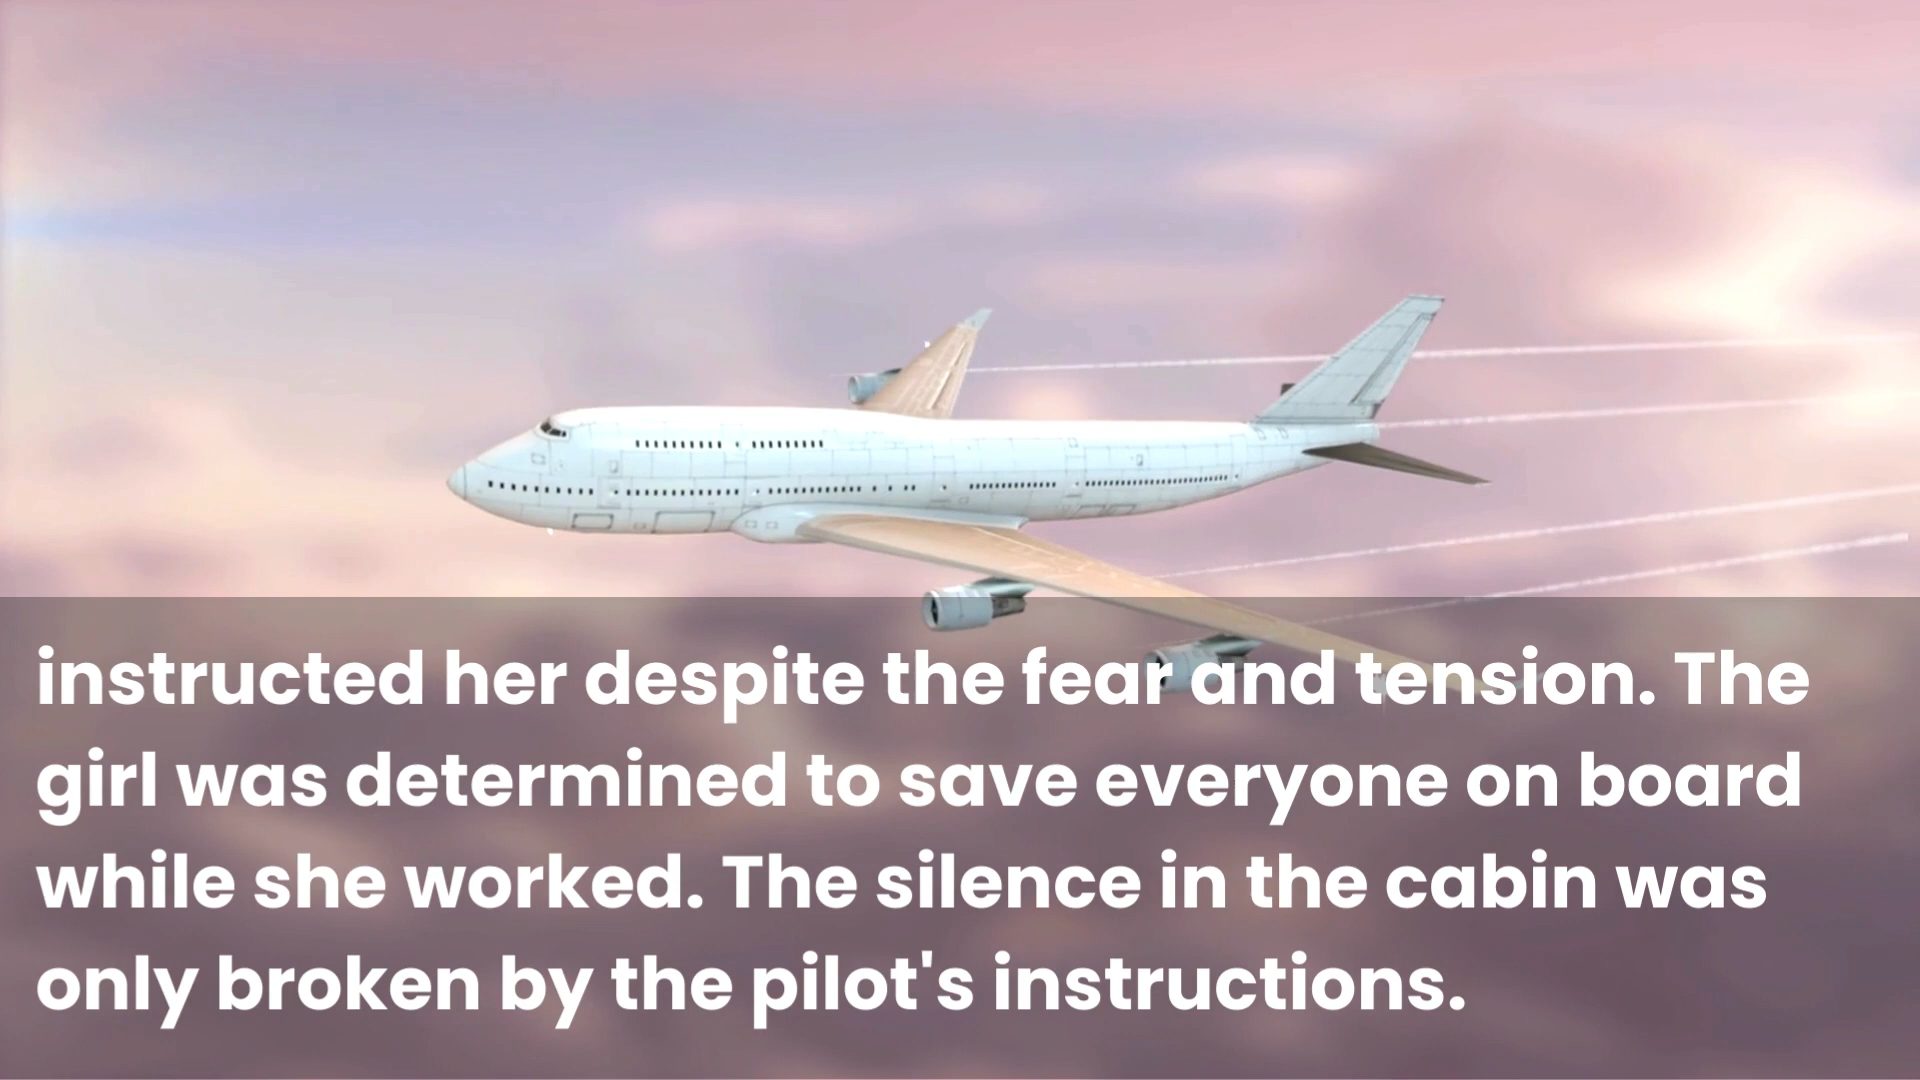 instructed her despite the fear and tension. The
girl was determined to save everyone on board
while she worked. The silence in the cabin was
only broken by the pilot's instructions.